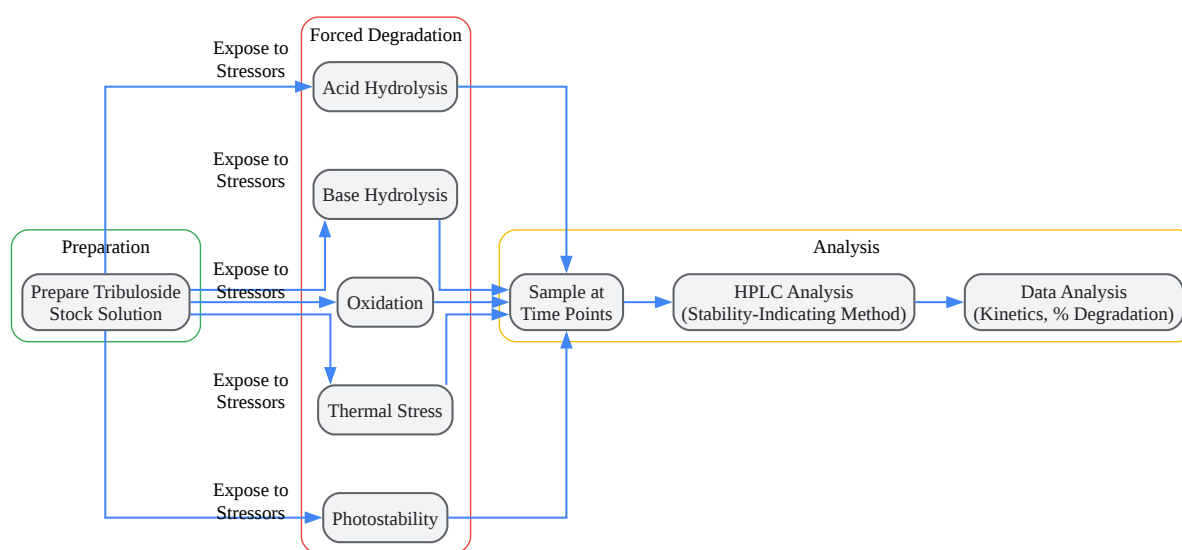 Forced Degradation
Expose to
Stressors
Acid Hydrolysis
Expose to
Stressors
Base Hydrolysis
Preparation
Prepare Tribuloside
Stock Solution
Expose to
Stressors
Oxidation
Analysis
Sample at
Time Points
HPLC Analysis
(Stability-Indicating Method)
Data Analysis
(Kinetics, % Degradation)
Expose to
Stressors
Thermal Stress
Expose to
Stressors
Photostability